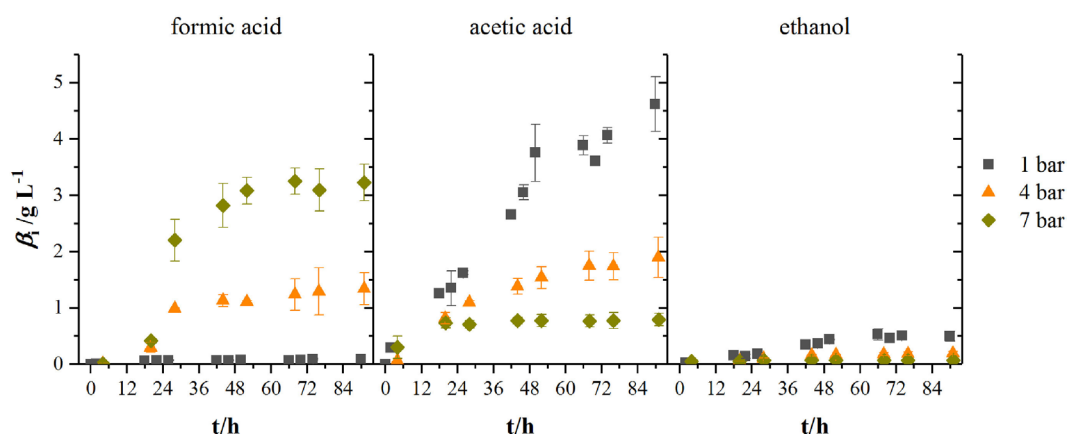 formic acid acetic acid ethanol
5
4
3
2
1
0
βi /g L-1
0 12 24 36 48 60 72 84 0 12 24 36 48 60 72 84 0 12 24 36 48 60 72 84
t/h t/h t/h
1 bar
4 bar
7 bar